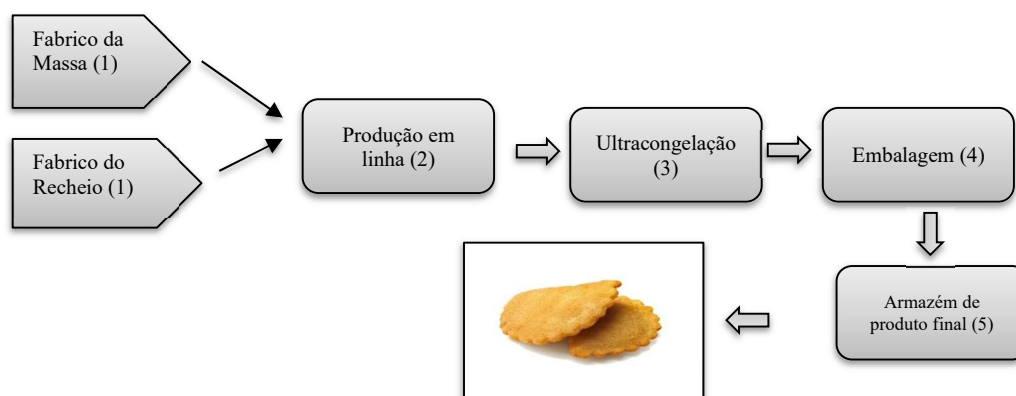 Fabrico da
Massa (1)
Fabrico do
Recheio (1)
Produção em
linha (2)
Ultracongelação
(3)
Embalagem (4)
Armazém de
produto final (5)